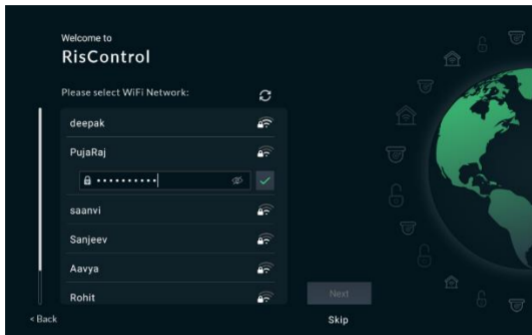 Welcome to
RisControl
Please select WiFi Network:
deepak
PujaRaj
••••••••••
saanvi
Sanjeev
Aavya
Rohit
Next
< Back
Skip